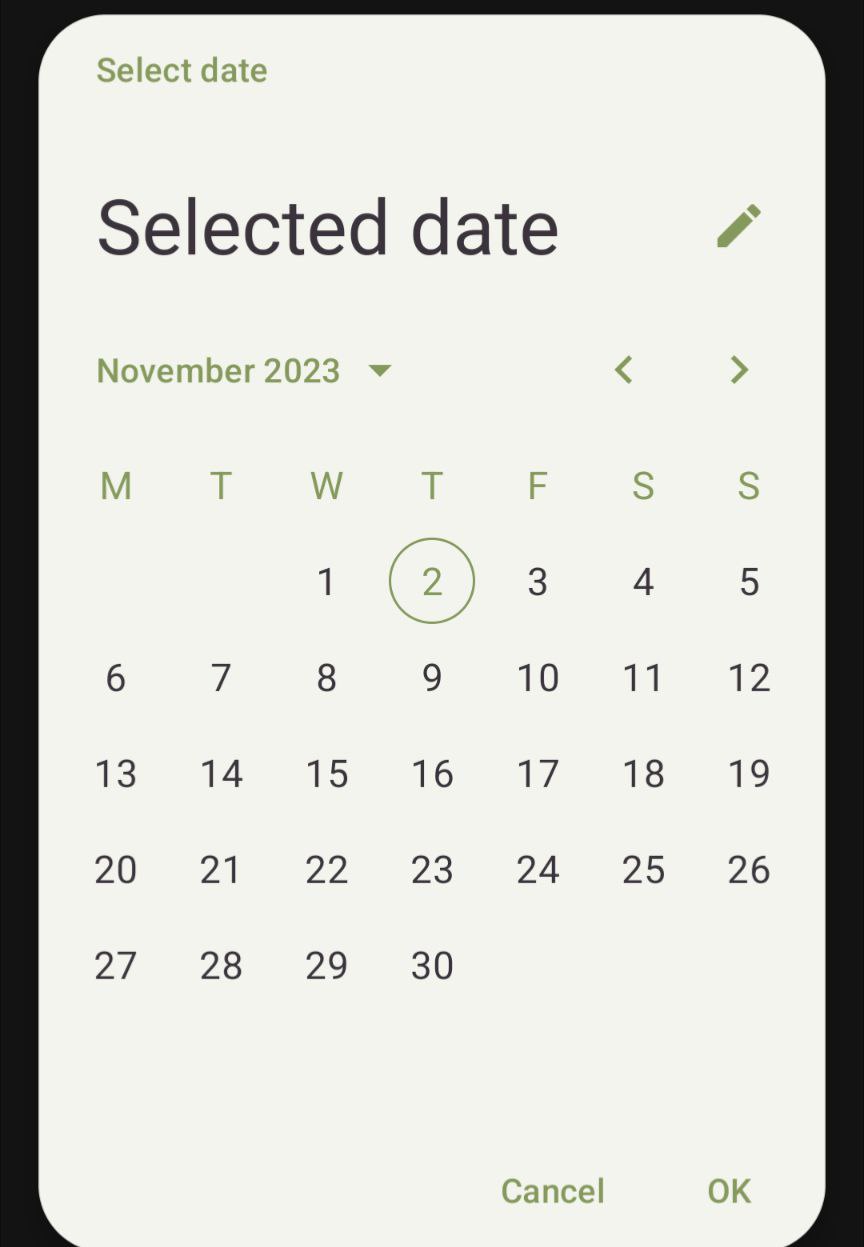 Select date
Selected date
November 2023
M T W T F S S
1 2 3 4 5
6 7 8 9 10 11 12
13 14 15 16 17 18 19
20 21 22 23 24 25 26
27 28 29 30
Cancel OK